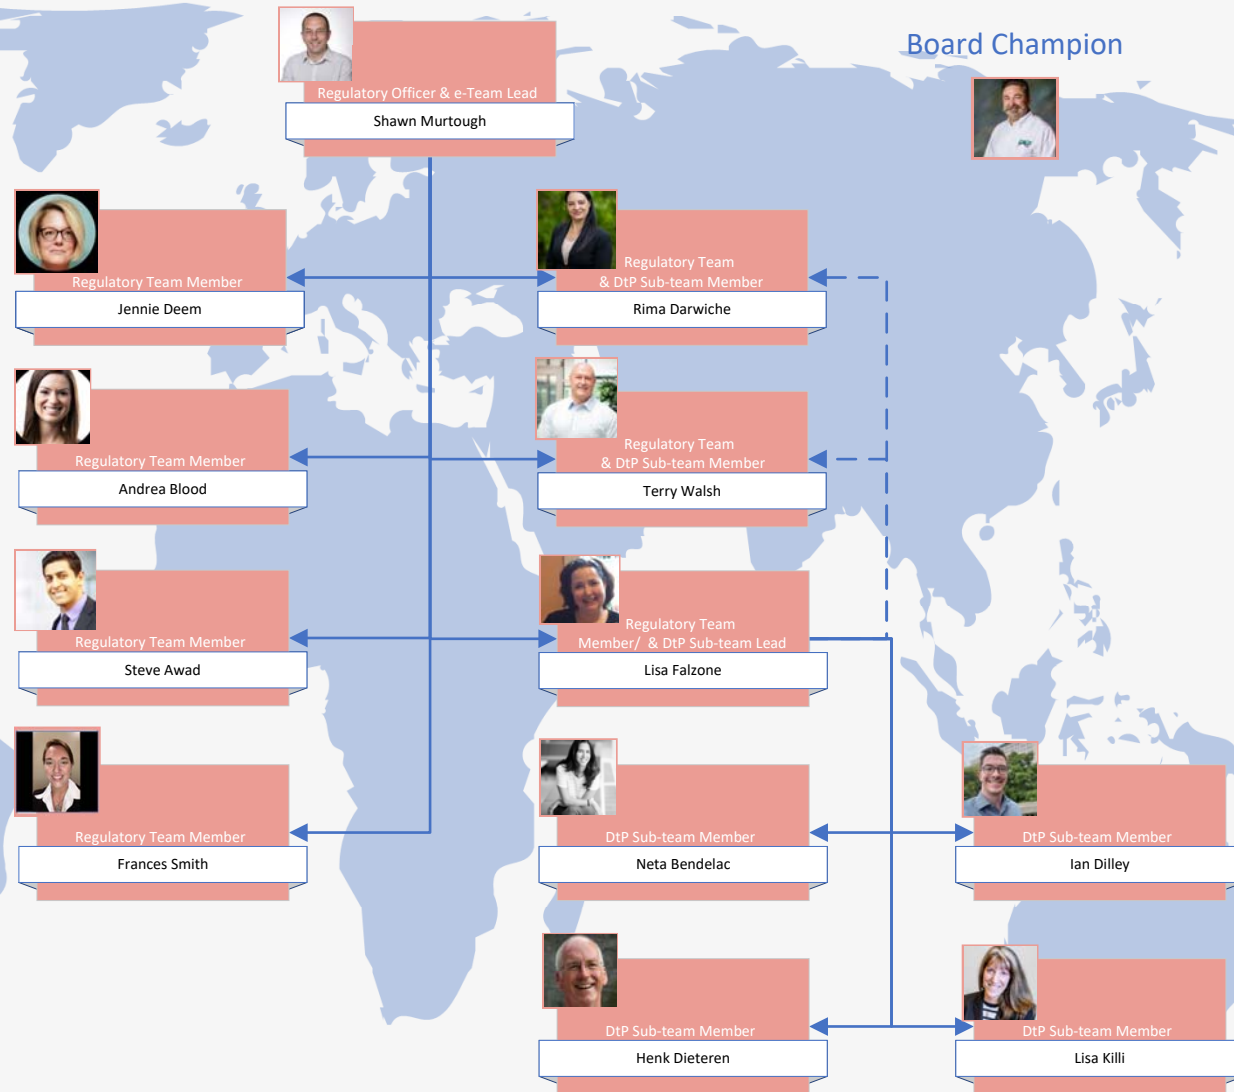 Board Champion
Regulatory Officer & e-Team Lead
Shawn Murtough
Regulatory Team Member
Jennie Deem
Regulatory Team
& DtP Sub-team Member
Rima Darwiche
Regulatory Team Member
Andrea Blood
Regulatory Team
& DtP Sub-team Member
Terry Walsh
Regulatory Team Member
Steve Awad
Regulatory Team
Member/ & DtP Sub-team Lead
Lisa Falzone
Regulatory Team Member
Frances Smith
DtP Sub-team Member
Neta Bendelac
DtP Sub-team Member
Ian Dilley
DtP Sub-team Member
Henk Dieteren
DtP Sub-team Member
Lisa Killi